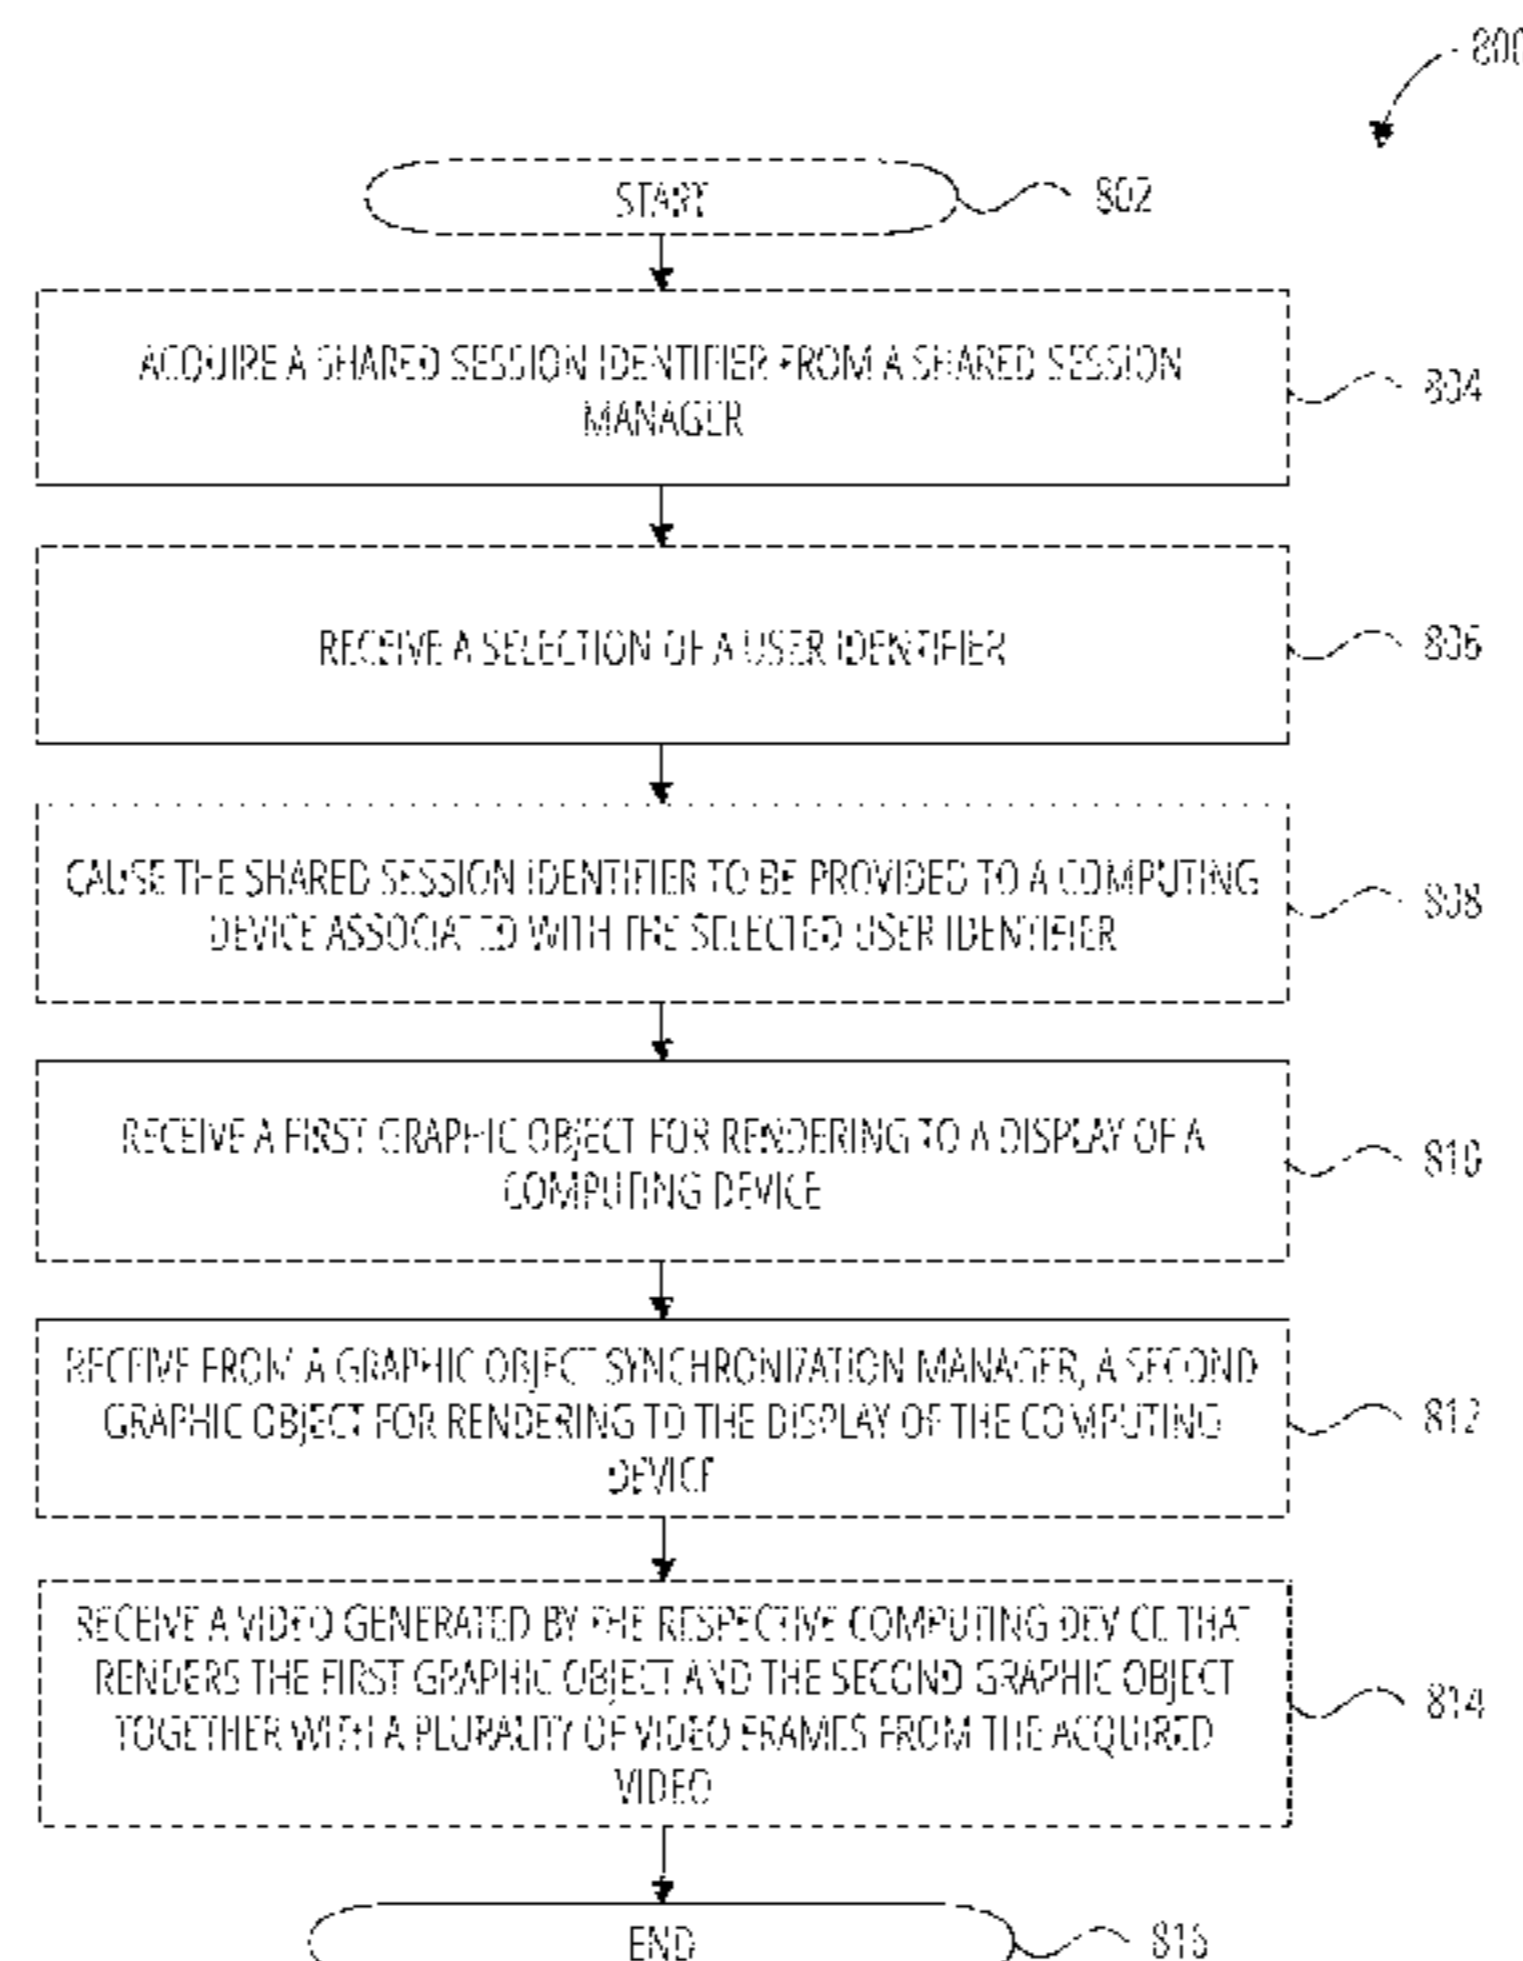 800
START
802
ACQUIRE A SHARED SESSION IDENTIFIER FROM A SHARED SESSION
MANAGER
804
RECEIVE A SELECTION OF A USER IDENTIFIER
806
CAUSE THE SHARED SESSION IDENTIFIER TO BE PROVIDED TO A COMPUTING
DEVICE ASSOCIATED WITH THE SELECTED USER IDENTIFIER
808
RECEIVE A FIRST GRAPHIC OBJECT FOR RENDERING TO A DISPLAY OF A
COMPUTING DEVICE
810
RECEIVE FROM A GRAPHIC OBJECT SYNCHRONIZATION MANAGER, A SECOND
GRAPHIC OBJECT FOR RENDERING TO THE DISPLAY OF THE COMPUTING
DEVICE
812
RECEIVE A VIDEO GENERATED BY THE RESPECTIVE COMPUTING DEVICE THAT
RENDERS THE FIRST GRAPHIC OBJECT AND THE SECOND GRAPHIC OBJECT
TOGETHER WITH A PLURALITY OF VIDEO FRAMES FROM THE ACQUIRED
VIDEO
814
END
816